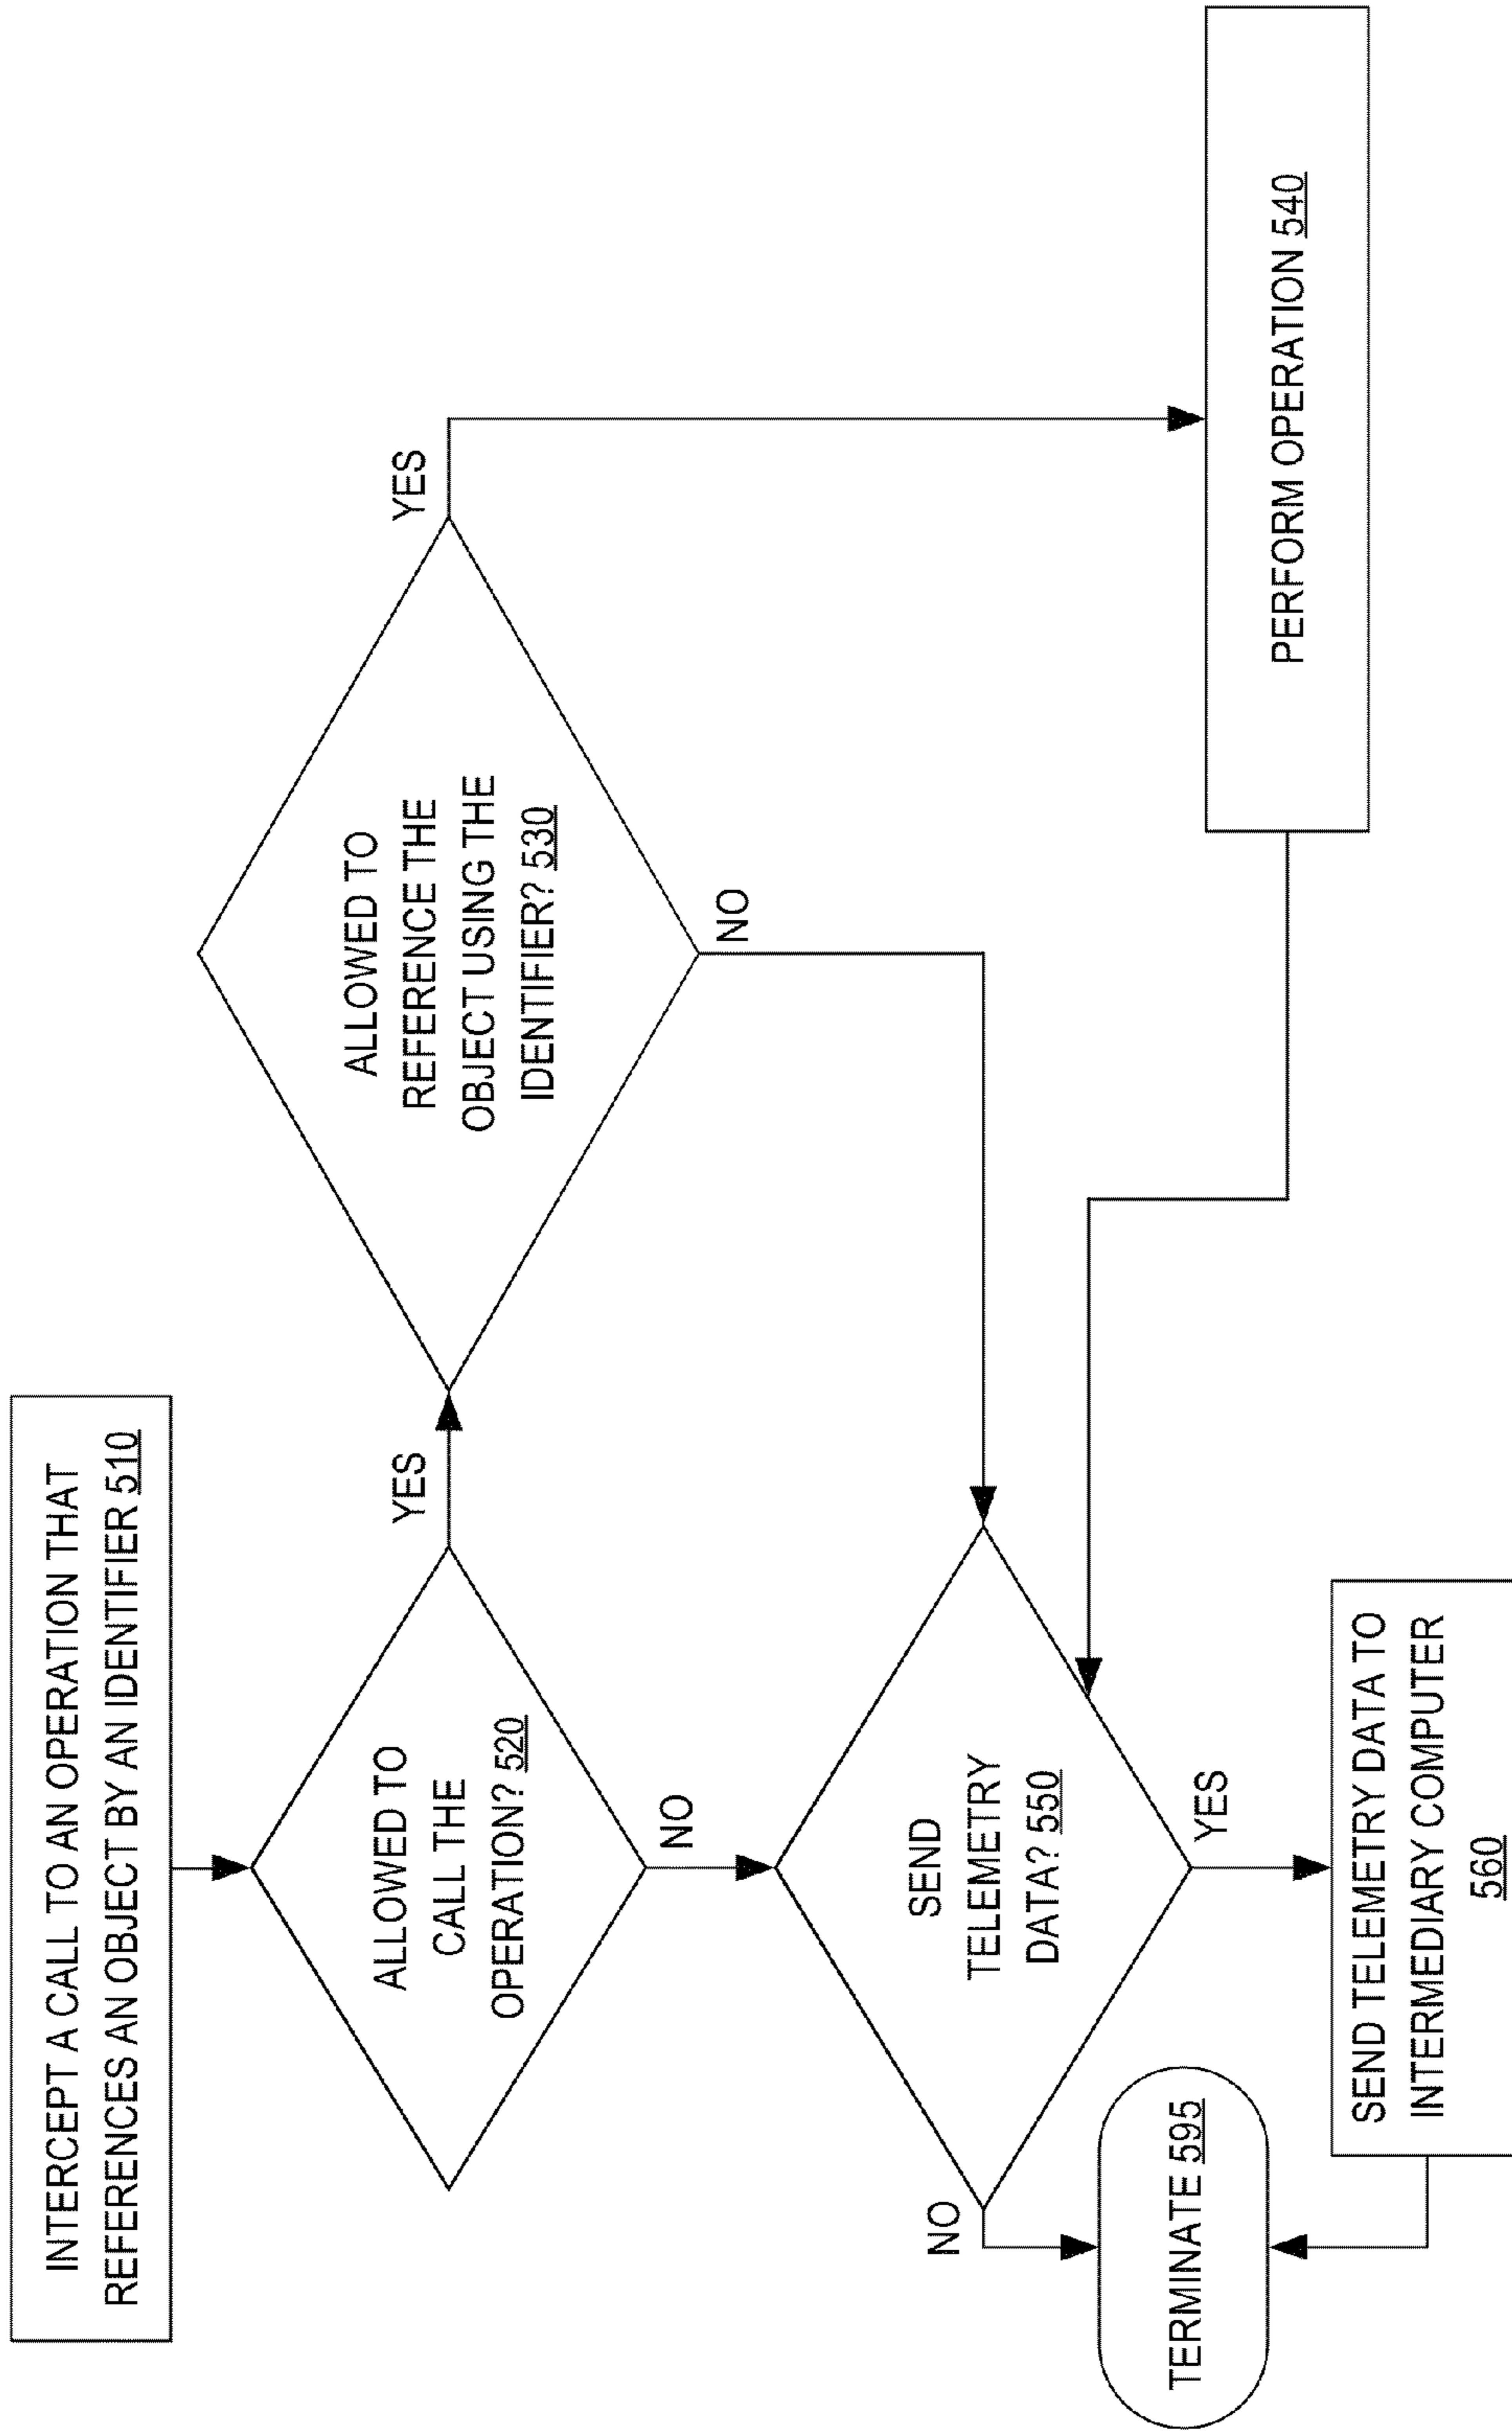 INTERCEPT A CALL TO AN OPERATION THAT
REFERENCES AN OBJECT BY AN IDENTIFIER 510
ALLOWED TO
CALL THE
OPERATION? 520
YES
NO
ALLOWED TO
REFERENCE THE
OBJECT USING THE
IDENTIFIER? 530
YES
NO
PERFORM OPERATION 540
SEND
TELEMETRY
DATA? 550
NO
YES
TERMINATE 595
SEND TELEMETRY DATA TO
INTERMEDIARY COMPUTER
560